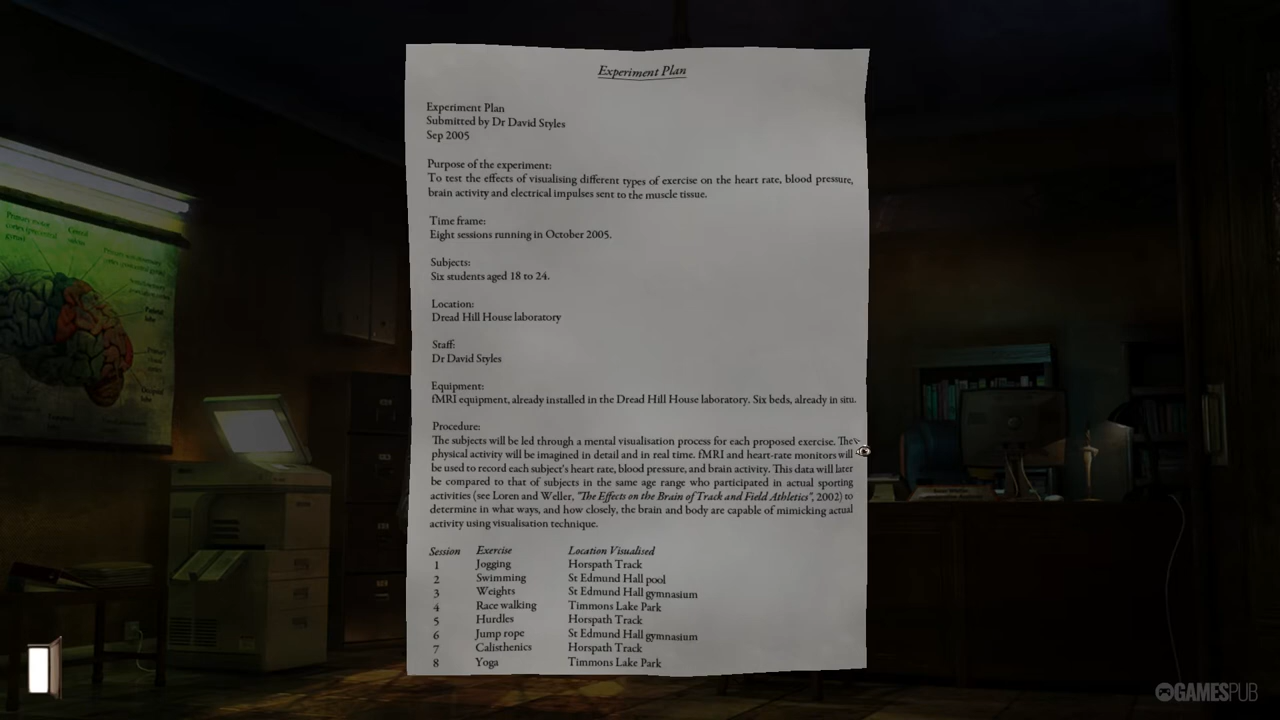 Experiment Plan
Experiment Plan
Submitted by Dr David Styles
Sep 2005
Purpose of the experiment:
To test the effects of visualising different types of exercise on the heart rate, blood pressure,
brain activity and electrical impulses sent to the muscle tissue.
Time frame:
Eight sessions running in October 2005.
Subjects:
Six students aged 18 to 24.
Location:
Dread Hill House laboratory
Staff:
Dr David Styles
Equipment:
fMRI equipment, already installed in the Dread Hill House laboratory. Six beds, already in situ.
Procedure:
The subjects will be led through a mental visualisation process for each proposed exercise. The
physical activity will be imagined in detail and in real time. fMRI and heart-rate monitors will
be used to record each subject's heart rate, blood pressure, and brain activity. This data will later
be compared to that of subjects in the same age range who participated in actual sporting
activities (see Loren and Weller, "The Effects on the Brain of Track and Field Athletics", 2002) to
determine in what ways, and how closely, the brain and body are capable of mimicking actual
activity using visualisation technique.
Session Exercise Location Visualised
1 Jogging Horspath Track
2 Swimming St Edmund Hall pool
3 Weights St Edmund Hall gymnasium
4 Race walking Timmons Lake Park
5 Hurdles Horspath Track
6 Jump rope St Edmund Hall gymnasium
7 Calisthenics Horspath Track
8 Yoga Timmons Lake Park
Primary motor
cortex (precentral
gyrus)
Central
sulcus
GAMESPUB